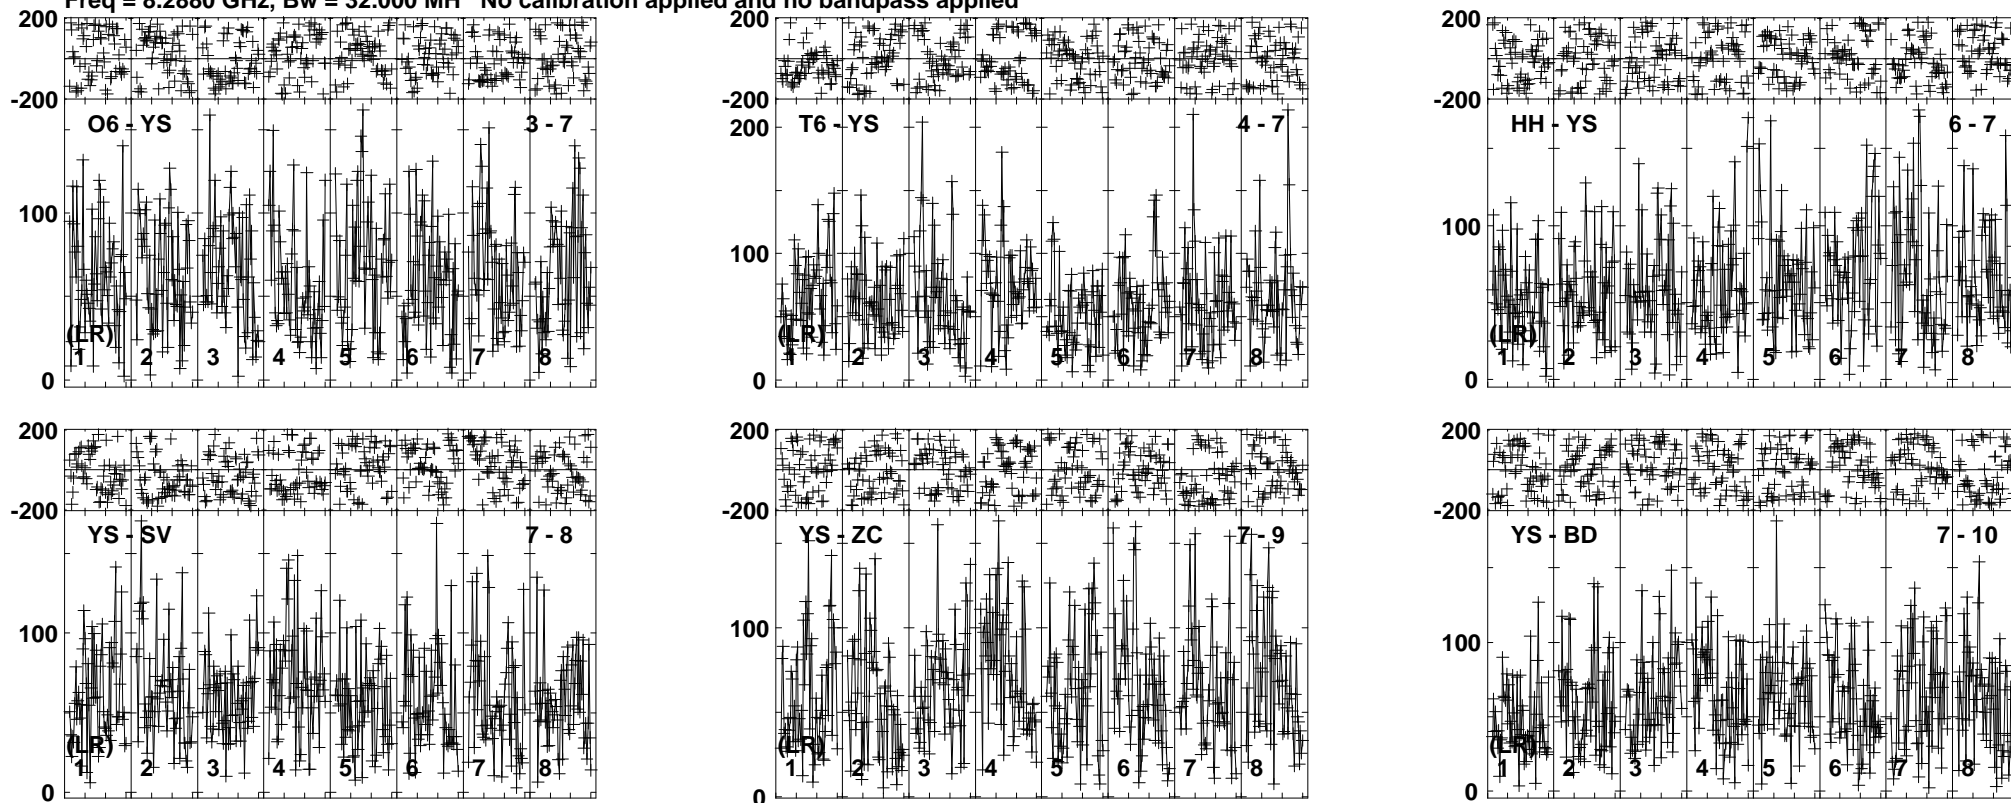 Freq = 8.2880 GHz, Bw = 32.000 MH No calibration applied and no bandpass applied
200
-200
O6 - YS 3 - 7
100
(LR)
1 2 3 4 5 6 7 8
0
200
-200
T6 - YS 4 - 7
200
100
(LR)
1 2 3 4 5 6 7 8
0
200
-200
HH - YS 6 - 7
100
(LR)
1 2 3 4 5 6 7 8
0
200
-200
YS - SV 7 - 8
100
(LR)
1 2 3 4 5 6 7 8
0
200
-200
YS - ZC 7 - 9
100
(LR)
1 2 3 4 5 6 7 8
0
200
-200
YS - BD 7 - 10
100
(LR)
1 2 3 4 5 6 7 8
0